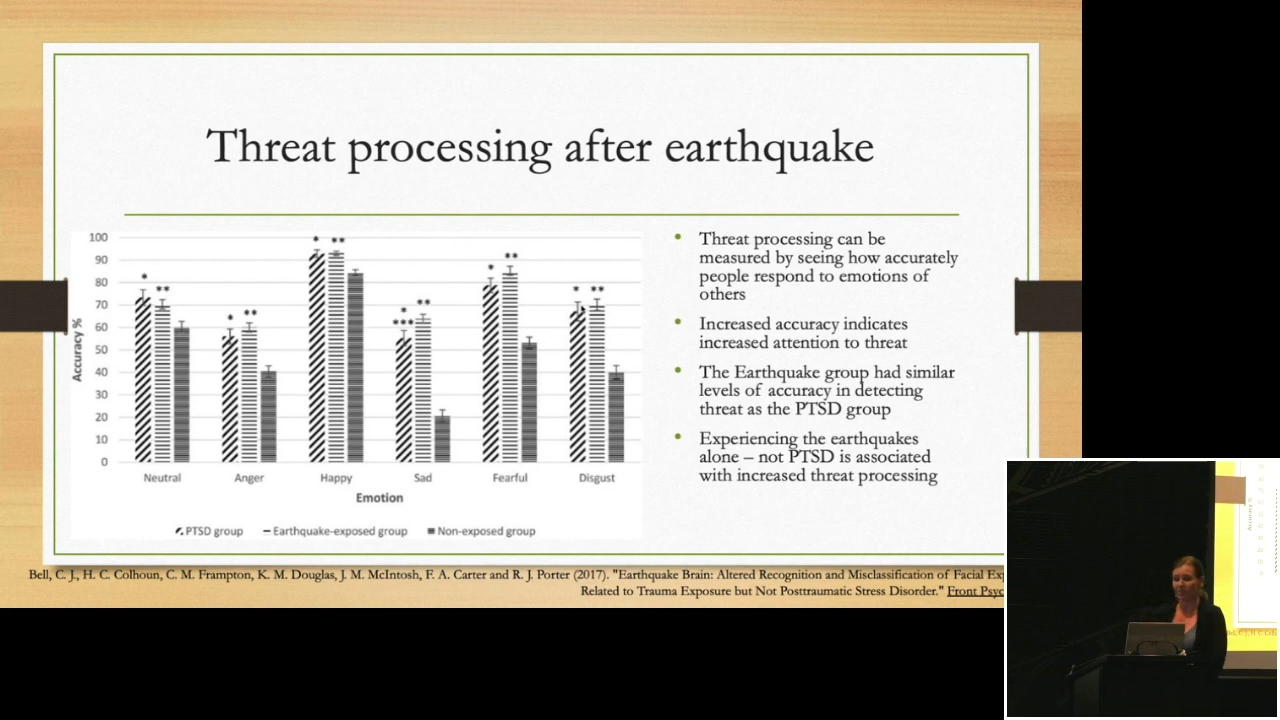 Threat processing after earthquake
100
90
80
70
60
50
40
30
20
10
0
Accuracy %
*
**
*
**
*
**
*
***
**
*
**
*
**
Neutral Anger Happy Sad Fearful Disgust
Emotion
PTSD group Earthquake-exposed group Non-exposed group
• Threat processing can be
measured by seeing how accurately
people respond to emotions of
others
• Increased accuracy indicates
increased attention to threat
• The Earthquake group had similar
levels of accuracy in detecting
threat as the PTSD group
• Experiencing the earthquakes
alone – not PTSD is associated
with increased threat processing
Bell, C. J., H. C. Colhoun, C. M. Frampton, K. M. Douglas, J. M. McIntosh, F. A. Carter and R. J. Porter (2017). "Earthquake Brain: Altered Recognition and Misclassification of Facial Exp
Related to Trauma Exposure but Not Posttraumatic Stress Disorder." Front Psyc